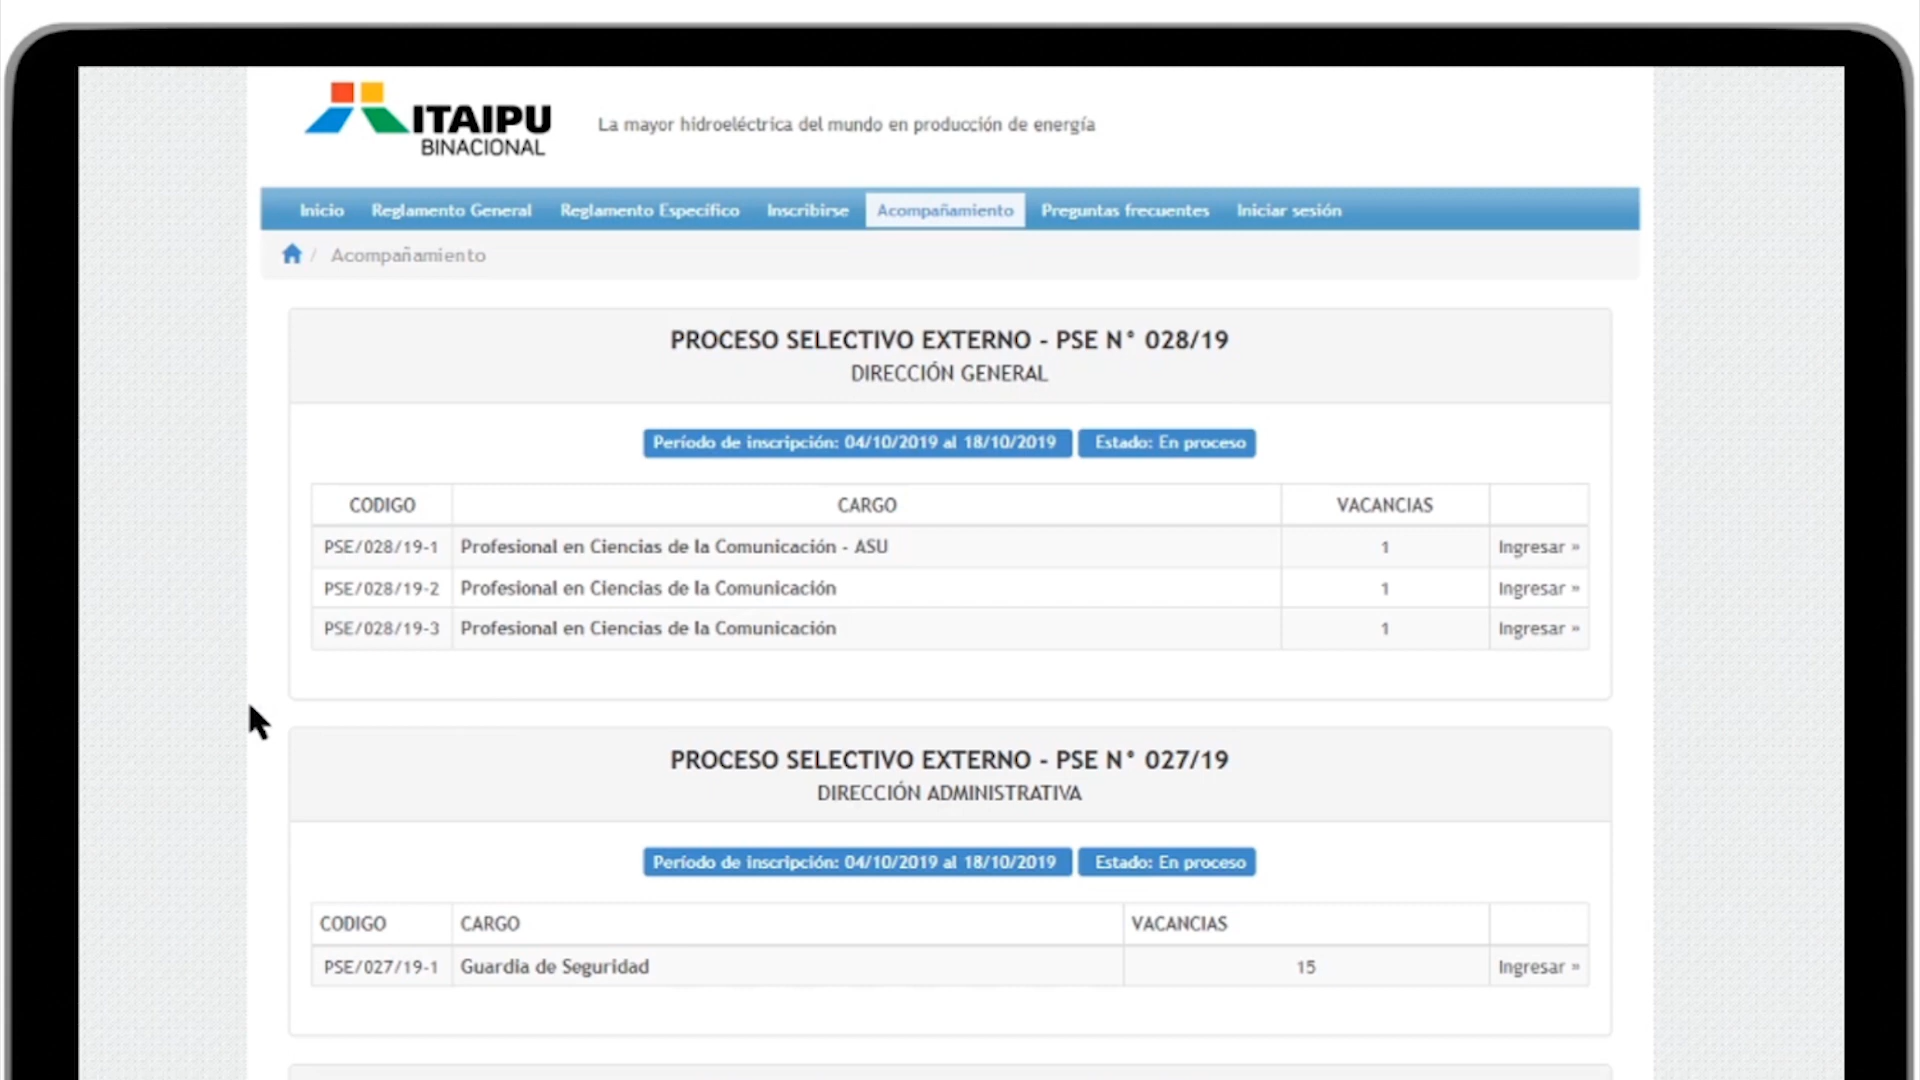 ITAIPU
BINACIONAL
La mayor hidroeléctrica del mundo en producción de energía
Inicio Reglamento General Reglamento Específico Inscribirse Acompañamiento Preguntas frecuentes Iniciar sesión
/ Acompañamiento
PROCESO SELECTIVO EXTERNO - PSE N° 028/19
DIRECCIÓN GENERAL
Período de inscripción: 04/10/2019 al 18/10/2019 Estado: En proceso
CODIGO CARGO VACANCIAS
PSE/028/19-1 Profesional en Ciencias de la Comunicación - ASU 1 Ingresar »
PSE/028/19-2 Profesional en Ciencias de la Comunicación 1 Ingresar »
PSE/028/19-3 Profesional en Ciencias de la Comunicación 1 Ingresar »
PROCESO SELECTIVO EXTERNO - PSE N° 027/19
DIRECCIÓN ADMINISTRATIVA
Período de inscripción: 04/10/2019 al 18/10/2019 Estado: En proceso
CODIGO CARGO VACANCIAS
PSE/027/19-1 Guardia de Seguridad 15 Ingresar »